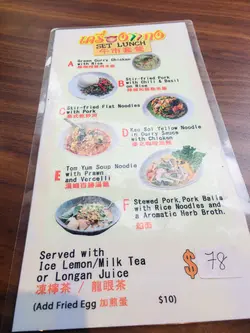 SET LUNCH
A Green Curry Chicken
with Rice
B Stir-fried Pork
with Chili & Basil
on Rice
C Stir-fried Flat Noodles
with Pork
D Kao Soi Yellow Noodle
in Curry Sauce
with Chicken
E Tom Yum Soup Noodle
with Prawn
and Vercelli
F Stewed Pork, Pork Balls
with Rice Noodles and
a Aromatic Herb Broth.
船麵
Served with
Ice Lemon/Milk Tea
or Longan Juice
凍檸茶 / 龍眼茶
(Add Fried Egg 加煎蛋 $10)
$ 78